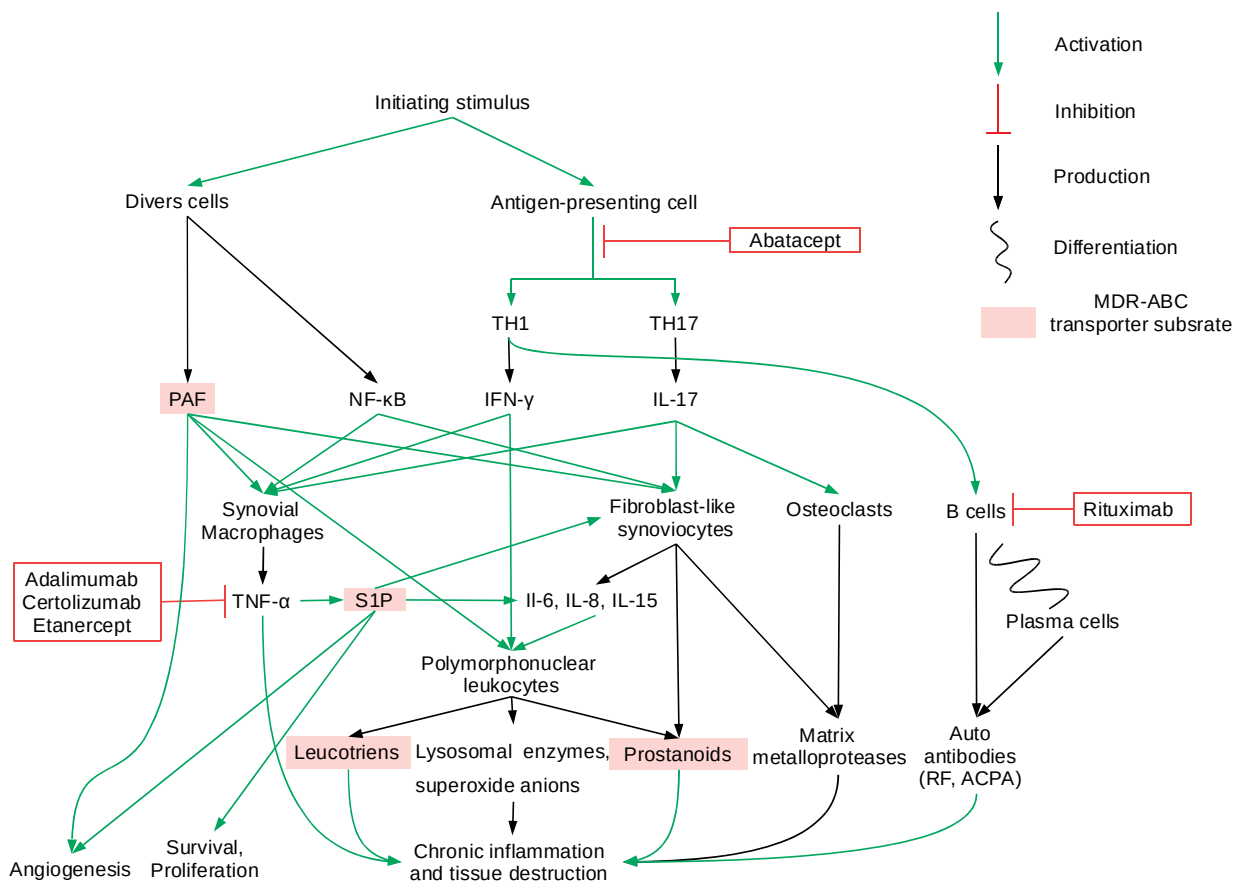 Initiating stimulus
Divers cells
Antigen-presenting cell
Abatacept
TH1
TH17
PAF
NF-κB
IFN-γ
IL-17
Synovial
Macrophages
Fibroblast-like
synoviocytes
Osteoclasts
B cells
Rituximab
Adalimumab
Certolizumab
Etanercept
TNF-α
S1P
Il-6, IL-8, IL-15
Plasma cells
Polymorphonuclear
leukocytes
Leucotriens
Lysosomal enzymes,
superoxide anions
Prostanoids
Matrix
metalloproteases
Auto
antibodies
(RF, ACPA)
Angiogenesis
Survival,
Proliferation
Chronic inflammation
and tissue destruction
Activation
Inhibition
Production
Differentiation
MDR-ABC
transporter subsrate